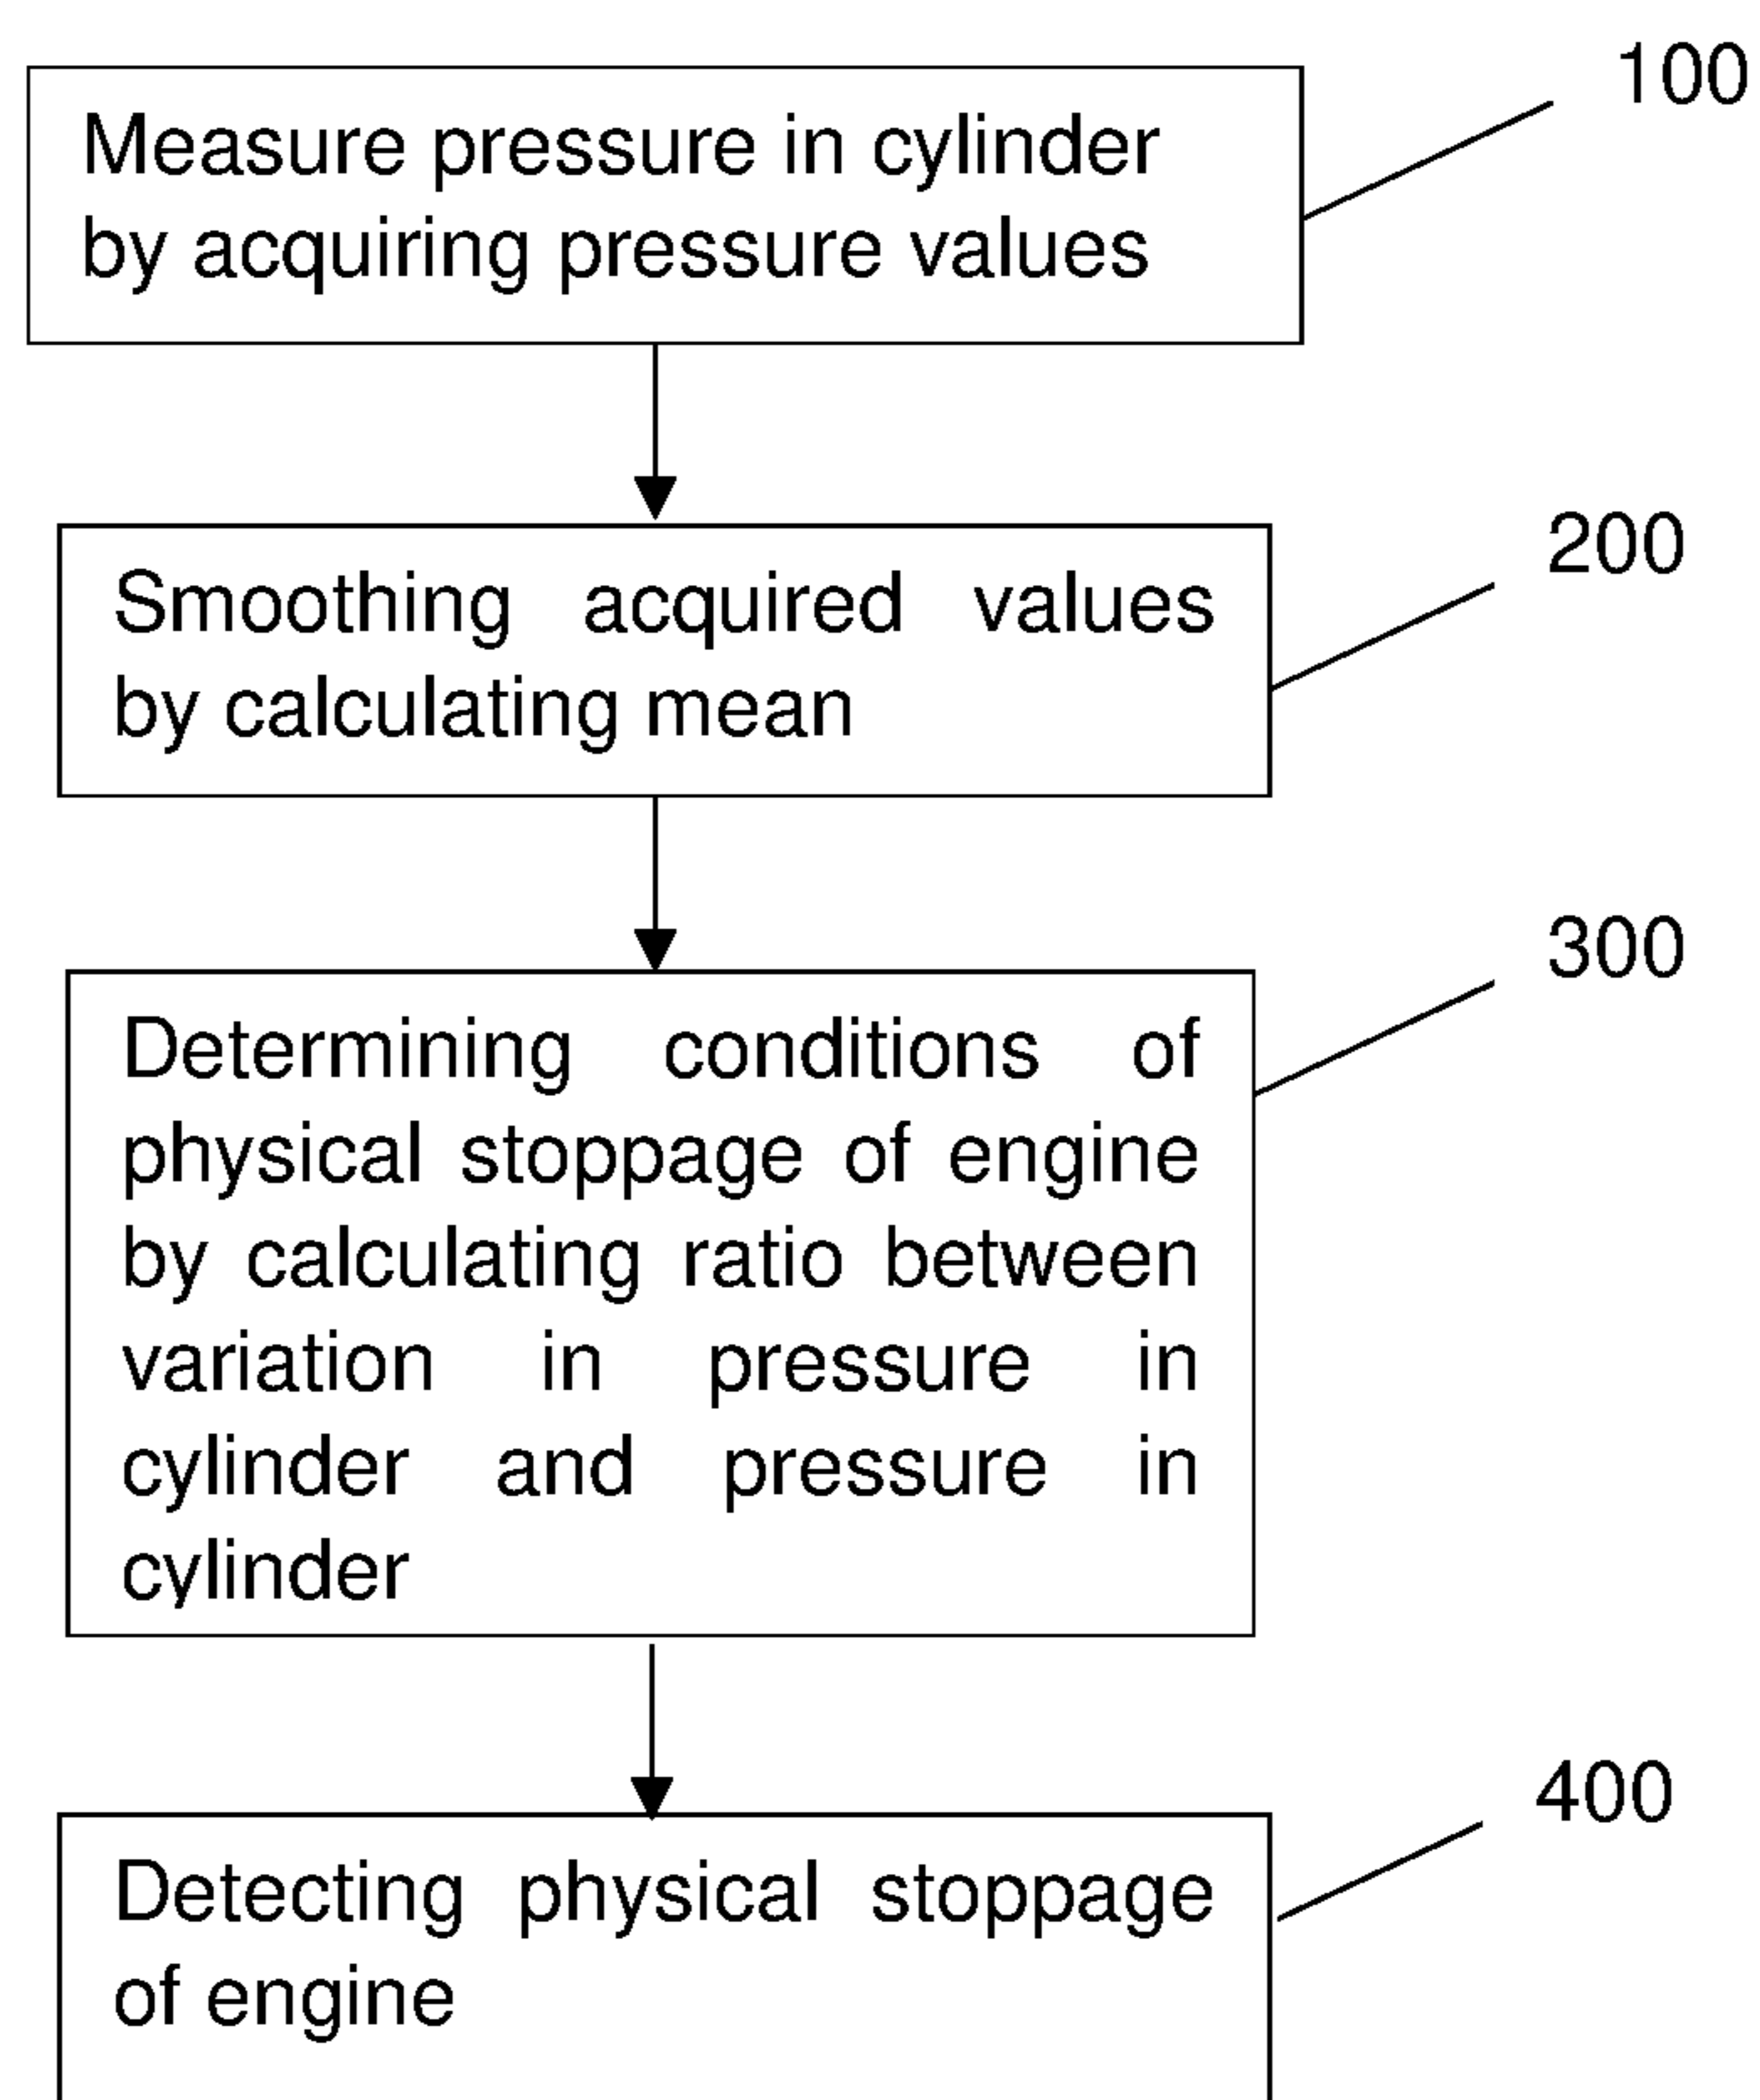 100
Measure pressure in cylinder
by acquiring pressure values
200
Smoothing acquired values
by calculating mean
300
Determining conditions of
physical stoppage of engine
by calculating ratio between
variation in pressure in
cylinder and pressure in
cylinder
400
Detecting physical stoppage
of engine